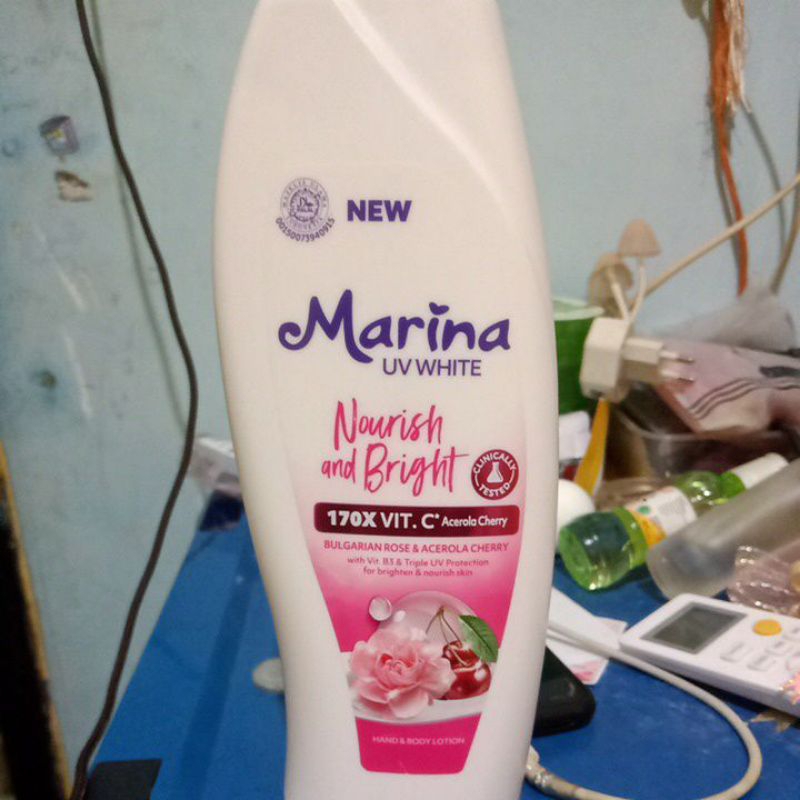 NEW
00150073940915
Marina
UV WHITE
Nourish
and Bright
CLINICALLY
TESTED
170X VIT. C* Acerola Cherry
BULGARIAN ROSE & ACEROLA CHERRY
with Vit. B3 & Triple UV Protection
for brighten & nourish skin
HAND & BODY LOTION